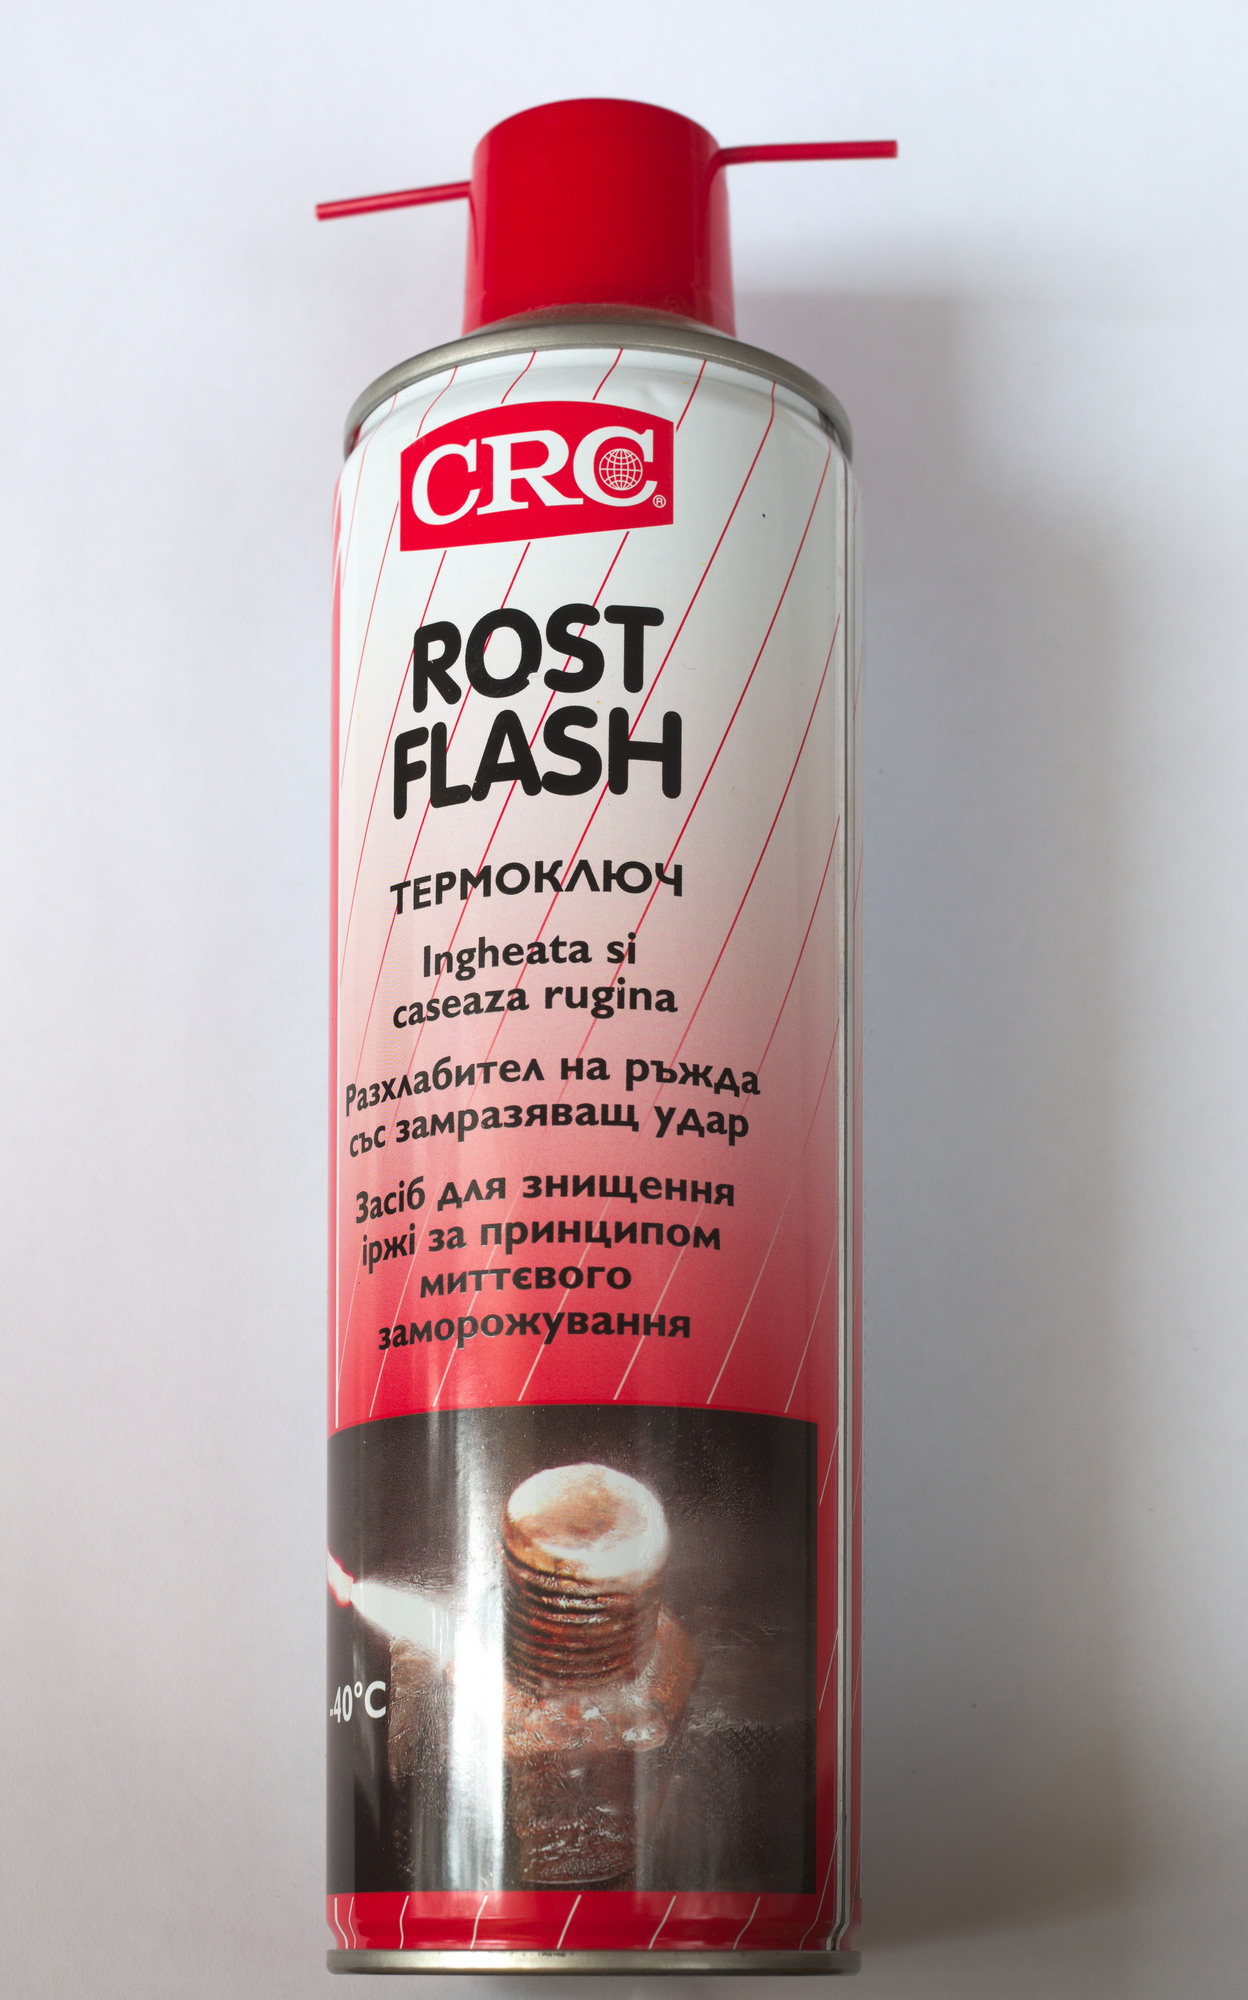 CRC®
ROST
FLASH
ТЕРМОКЛЮЧ
Ingheata si
caseaza rugina
Разхлабител на ръжда
със замразяващ удар
Засіб для знищення
іржі за принципом
миттєвого
заморожування
-40°C